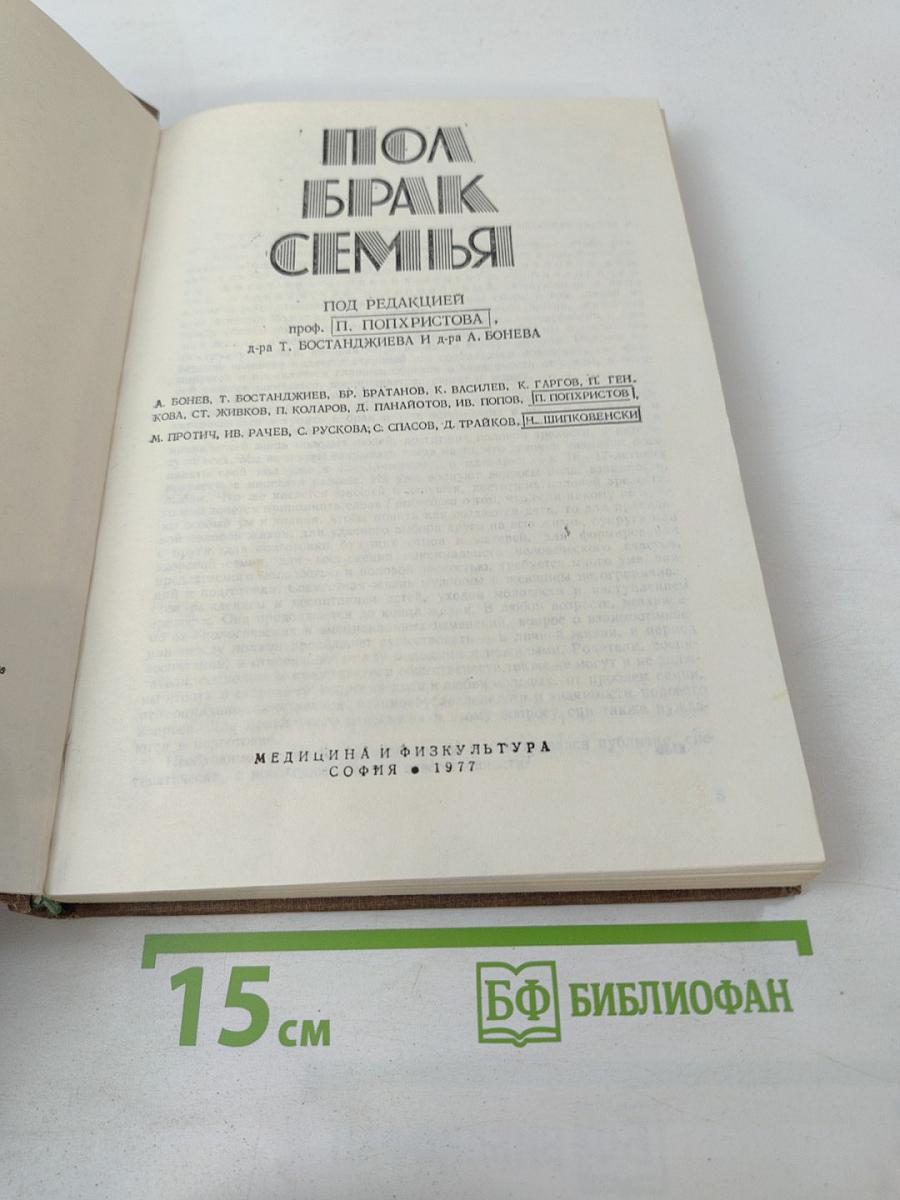 ПОЛ
БРАК
СЕМЬЯ
ПОД РЕДАКЦИЕЙ
проф. П. ПОПХРИСТОВА,
д-ра Т. БОСТАНДЖИЕВА И д-ра А. БОНЕВА
А. БОНЕВ, Т. БОСТАНДЖИЕВ, БР. БРАТАНОВ, К. ВАСИЛЕВ, К. ГАРГОВ, П. ГЕН-
КОВА, СТ. ЖИВКОВ, П. КОЛАРОВ, Д. ПАНАЙОТОВ, ИВ. ПОПОВ, П. ПОПХРИСТОВ,
М. ПРОТИЧ, ИВ. РАЧЕВ, С. РУСКОВА, С. СПАСОВ, Д. ТРАЙКОВ, Н. ШИПКОВЕНСКИ
МЕДИЦИНА И ФИЗКУЛЬТУРА
СОФИЯ • 1977
15 см
БФ БИБЛИОФАН